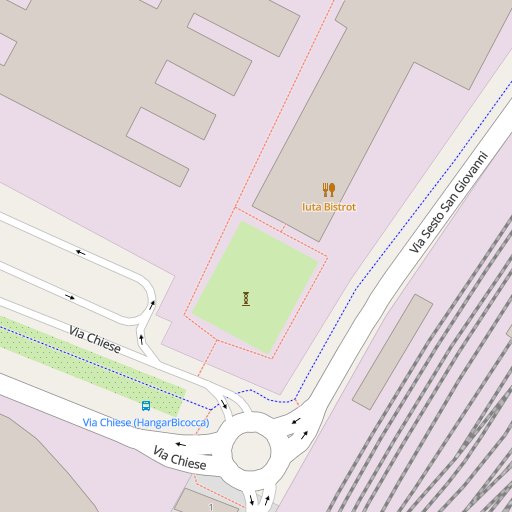 Iuta Bistrot
Via Sesto San Giovanni
Via Chiese
Via Chiese (HangarBicocca)
Via Chiese
1